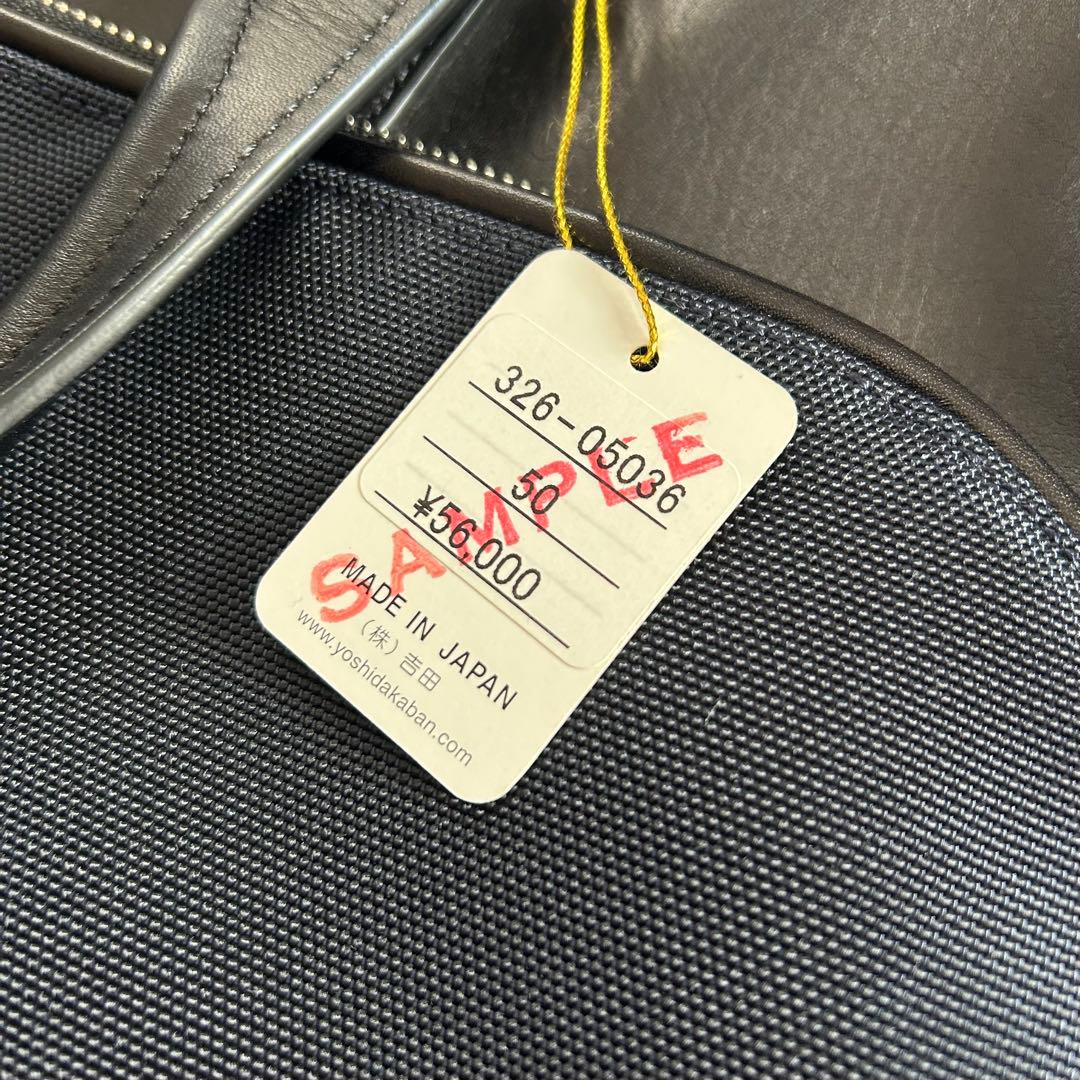 326-05036
50
¥56,000
SAMPLE
MADE IN JAPAN
（株）吉田
www.yoshidakaban.com